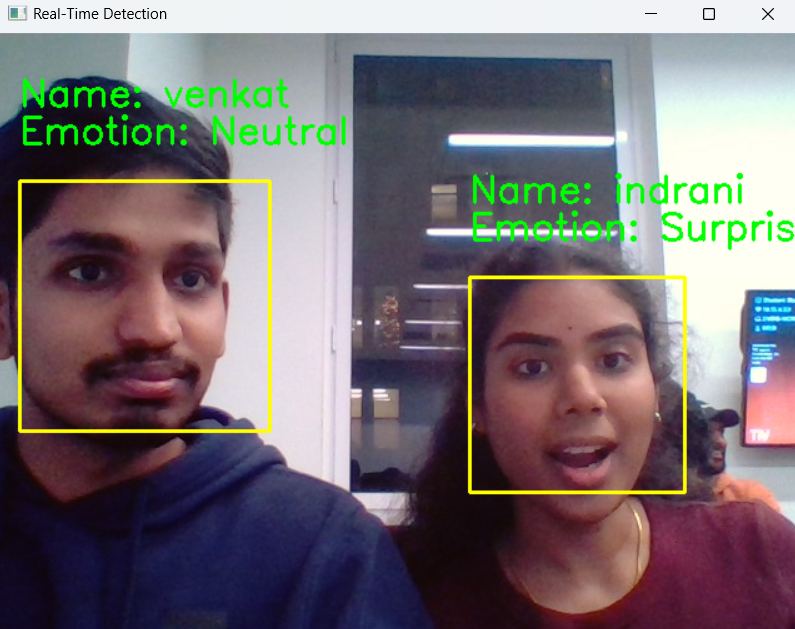 Real-Time Detection
Name: venkat
Emotion: Neutral
Name: indrani
Emotion: Surpris